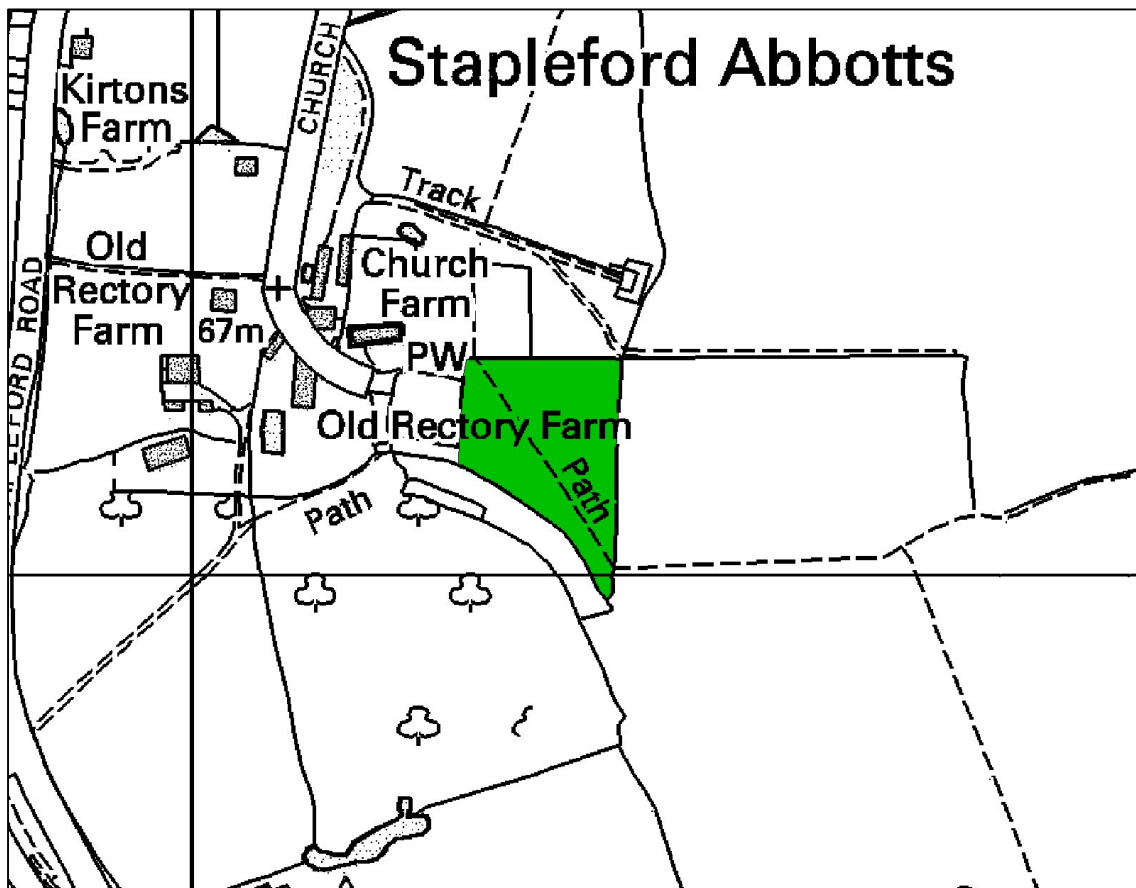 Stapleford Abbotts
CHURCH
Kirtons
Farm
Track
Old
Rectory
Farm
67m
Church
Farm
PW
Old Rectory Farm
Path
Path
LEFORD ROAD